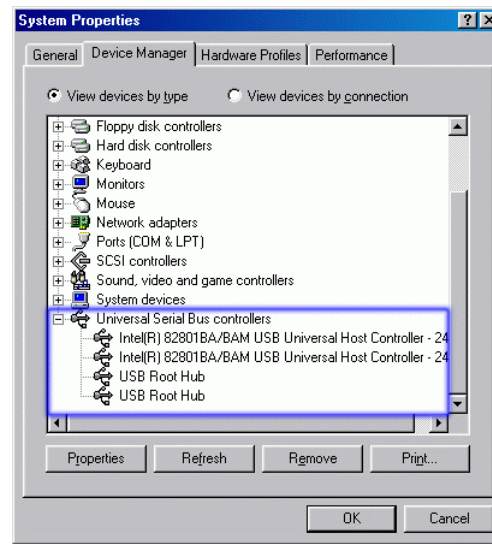 System Properties
General Device Manager Hardware Profiles Performance
View devices by type View devices by connection
Floppy disk controllers
Hard disk controllers
Keyboard
Monitors
Mouse
Network adapters
Ports (COM & LPT)
SCSI controllers
Sound, video and game controllers
System devices
Universal Serial Bus controllers
Intel(R) 82801BA/BAM USB Universal Host Controller - 24
Intel(R) 82801BA/BAM USB Universal Host Controller - 24
USB Root Hub
USB Root Hub
Properties Refresh Remove Print...
OK Cancel